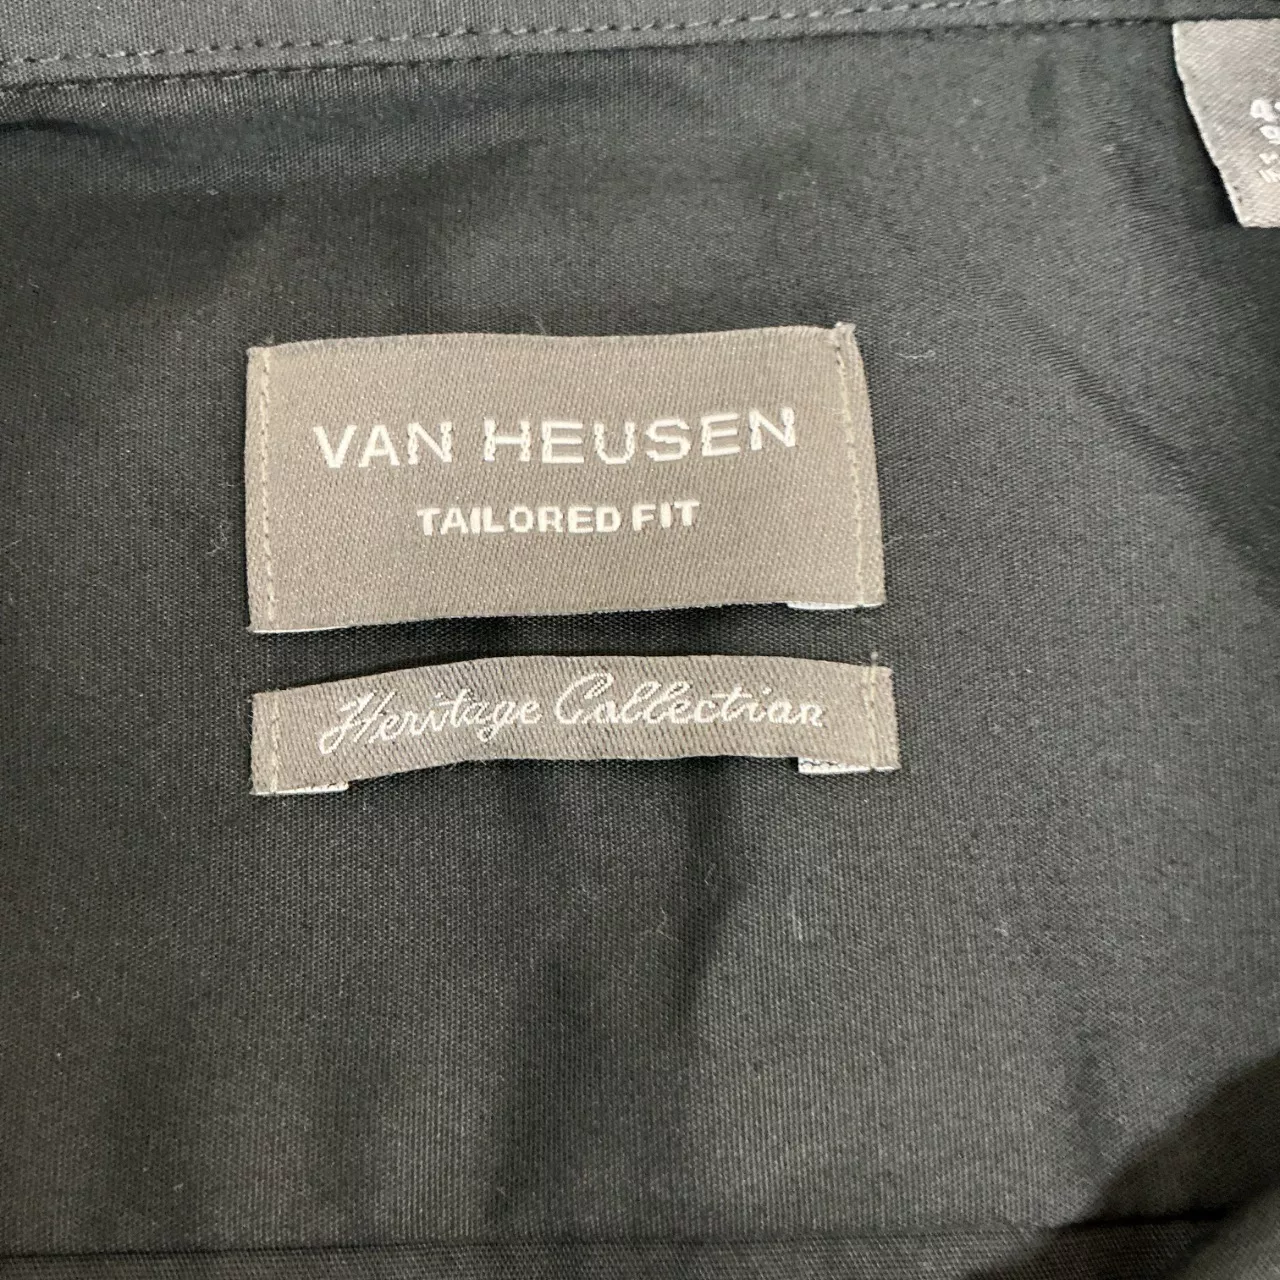 VAN HEUSEN
TAILORED FIT
Heritage Collection